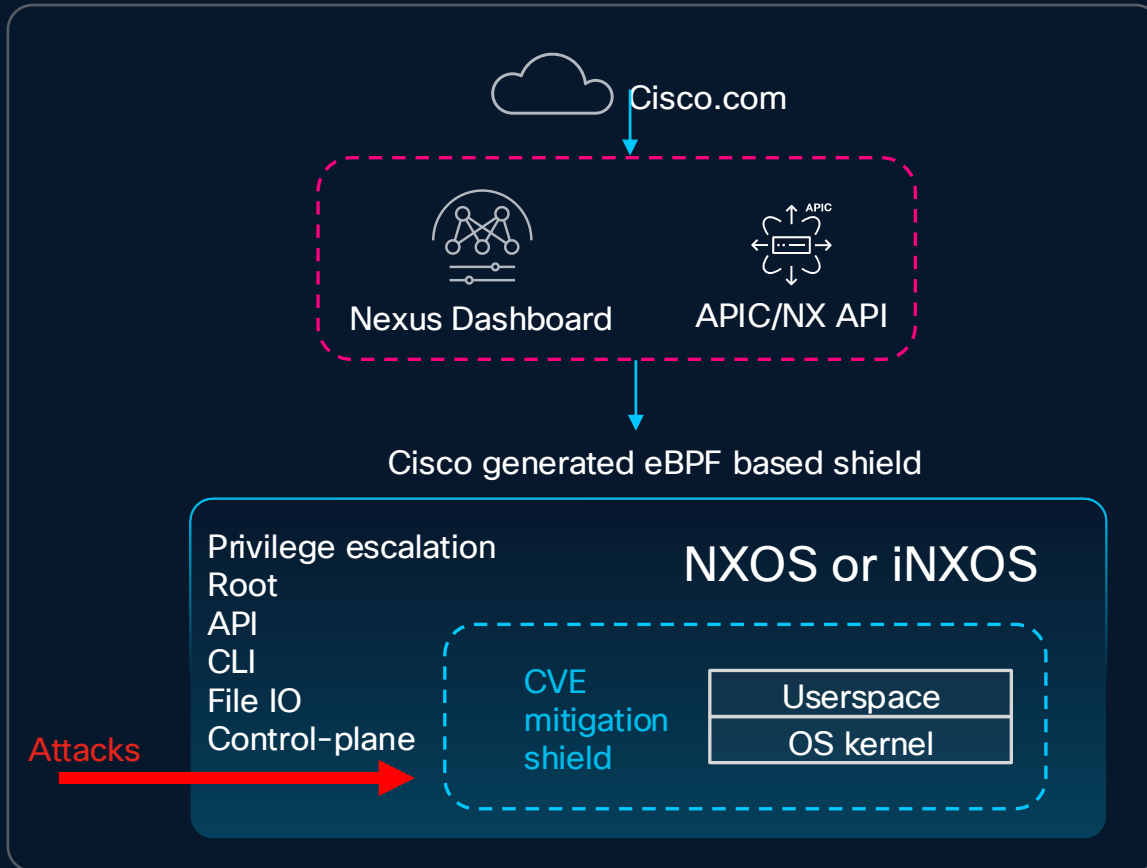 Cisco.com
APIC
Nexus Dashboard
APIC/NX API
Cisco generated eBPF based shield
Privilege escalation
Root
API
CLI
File IO
Control-plane
NXOS or iNXOS
Attacks
CVE
mitigation
shield
Userspace
OS kernel